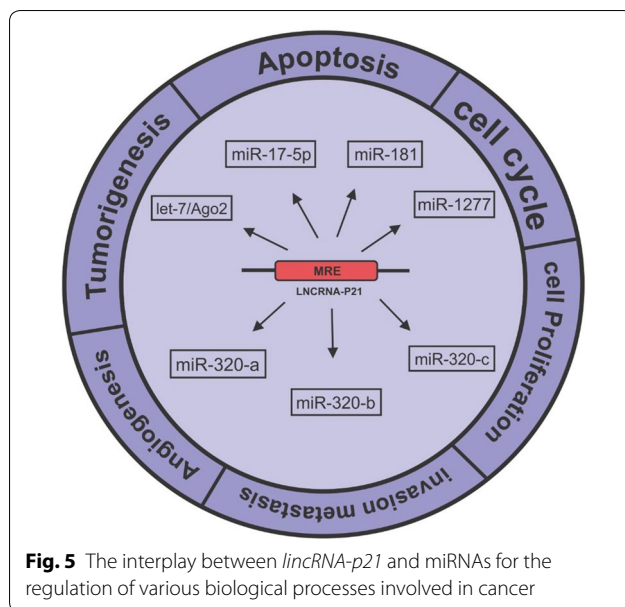 Apoptosis
cell cycle
cell Proliferation
invasion metastasis
Angiogenesis
Tumorigenesis
miR-17-5p
miR-181
let-7/Ago2
miR-1277
MRE
LNCRNA-P21
miR-320-a
miR-320-b
miR-320-c
Fig. 5 The interplay between lincRNA-p21 and miRNAs for the
regulation of various biological processes involved in cancer